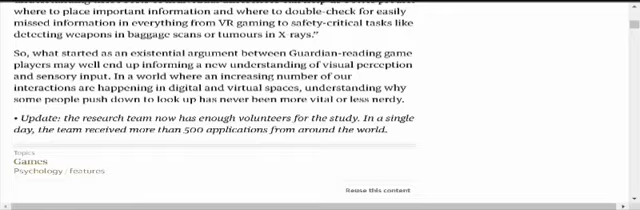 where to place important information and where to double-check for easily
missed information in everything from VR gaming to safety-critical tasks like
detecting weapons in baggage scans or tumours in X rays."
So, what started as an existential argument between Guardian-reading game
players may well end up informing a new understanding of visual perception
and sensory input. In a world where an increasing number of our
interactions are happening in digital and virtual spaces, understanding why
some people push down to look up has never been more vital or less nerdy.
• Update: the research team now has enough volunteers for the study. In a single
day, the team received more than 500 applications from around the world.
Topics
Games
Psychology / features
Reuse this content